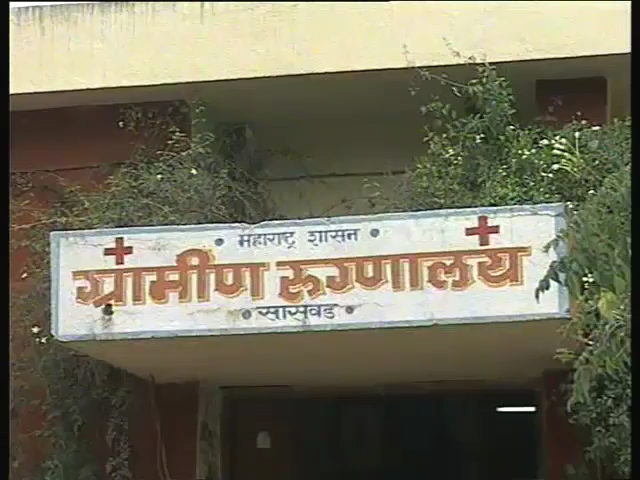 • महाराष्ट्र शासन •
ग्रामीण रुग्णालय
• सासवड •